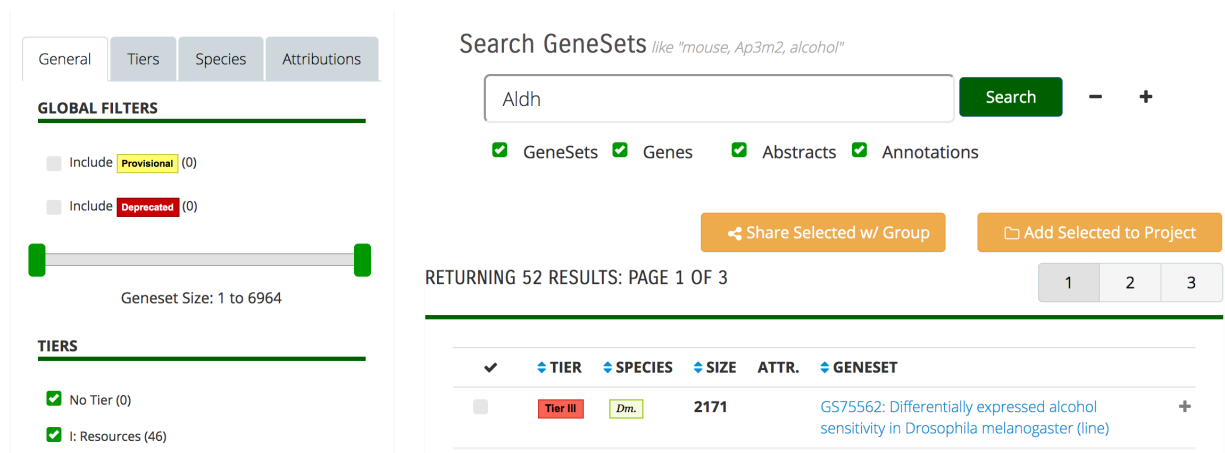 General Tiers Species Attributions
GLOBAL FILTERS
Include Provisional (0)
Include Deprecated (0)
Geneset Size: 1 to 6964
TIERS
No Tier (0)
I: Resources (46)
Search GeneSets like "mouse, Ap3m2, alcohol"
Aldh Search
GeneSets Genes Abstracts Annotations
Share Selected w/ Group Add Selected to Project
RETURNING 52 RESULTS: PAGE 1 OF 3 1 2 3
TIER SPECIES SIZE ATTR. GENESET
Tier III Dm. 2171 GS75562: Differentially expressed alcohol
sensitivity in Drosophila melanogaster (line)